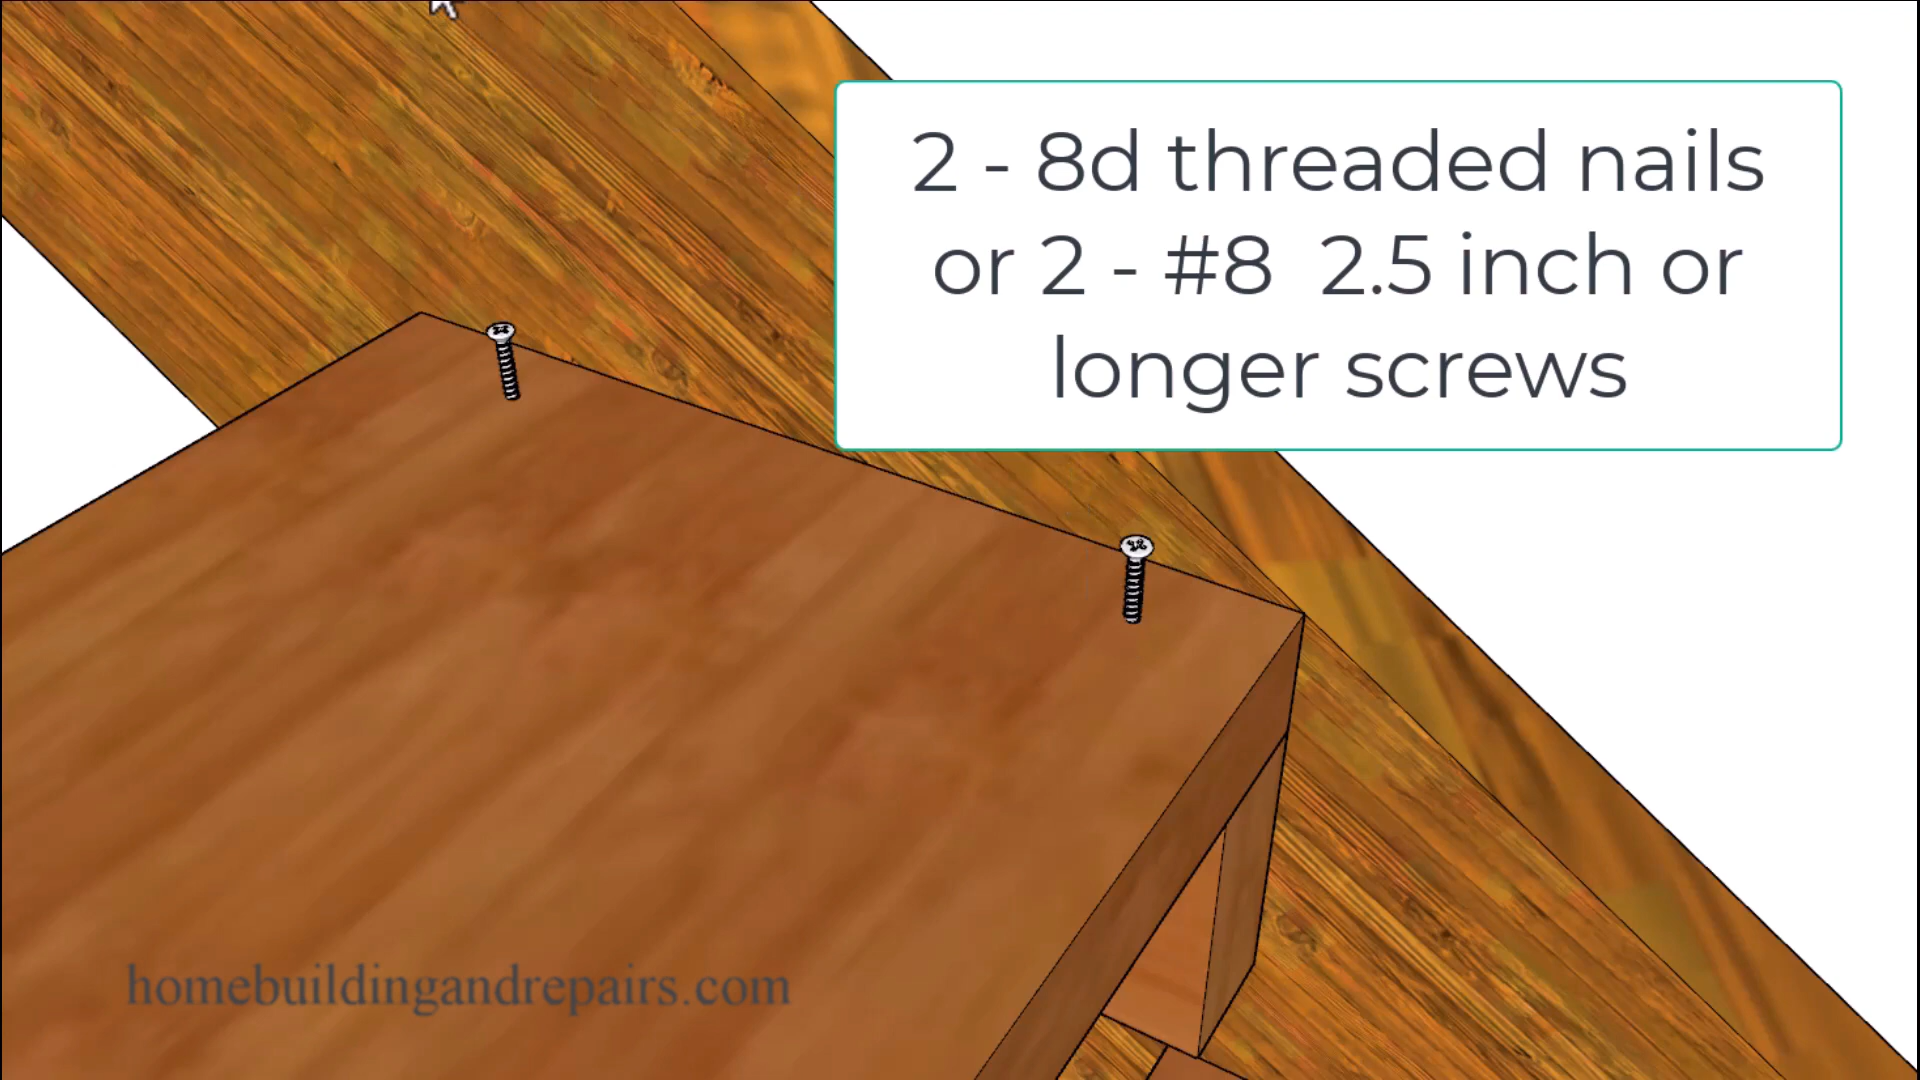 2 - 8d threaded nails
or 2 - #8  2.5 inch or
longer screws
homebuildingandrepairs.com